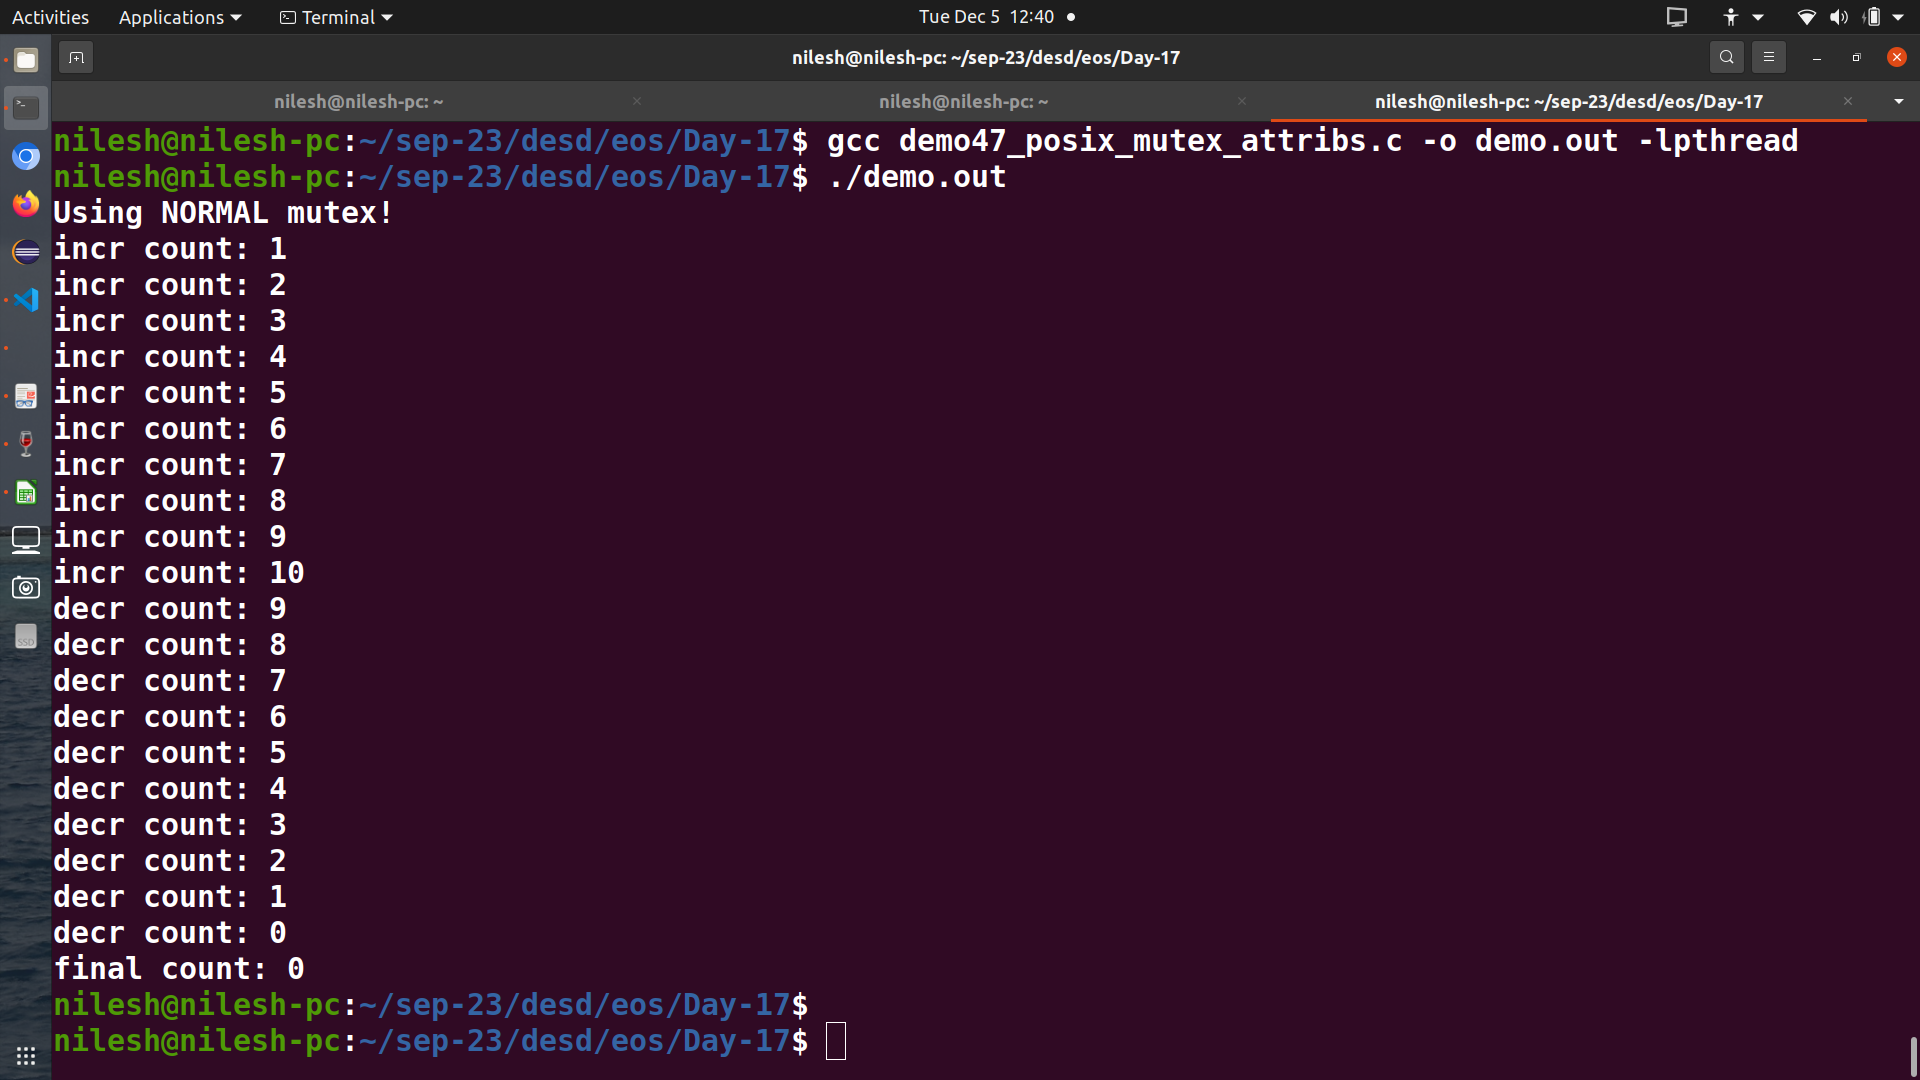 Activities Applications Terminal Tue Dec 5 12:40
nilesh@nilesh-pc: ~/sep-23/desd/eos/Day-17
nilesh@nilesh-pc: ~ nilesh@nilesh-pc: ~ nilesh@nilesh-pc: ~/sep-23/desd/eos/Day-17
nilesh@nilesh-pc:~/sep-23/desd/eos/Day-17$ gcc demo47_posix_mutex_attribs.c -o demo.out -lpthread
nilesh@nilesh-pc:~/sep-23/desd/eos/Day-17$ ./demo.out
Using NORMAL mutex!
incr count: 1
incr count: 2
incr count: 3
incr count: 4
incr count: 5
incr count: 6
incr count: 7
incr count: 8
incr count: 9
incr count: 10
decr count: 9
decr count: 8
decr count: 7
decr count: 6
decr count: 5
decr count: 4
decr count: 3
decr count: 2
decr count: 1
decr count: 0
final count: 0
nilesh@nilesh-pc:~/sep-23/desd/eos/Day-17$
nilesh@nilesh-pc:~/sep-23/desd/eos/Day-17$
SSD